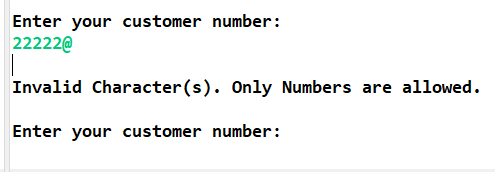 Enter your customer number:
22222@
Invalid Character(s). Only Numbers are allowed.
Enter your customer number: